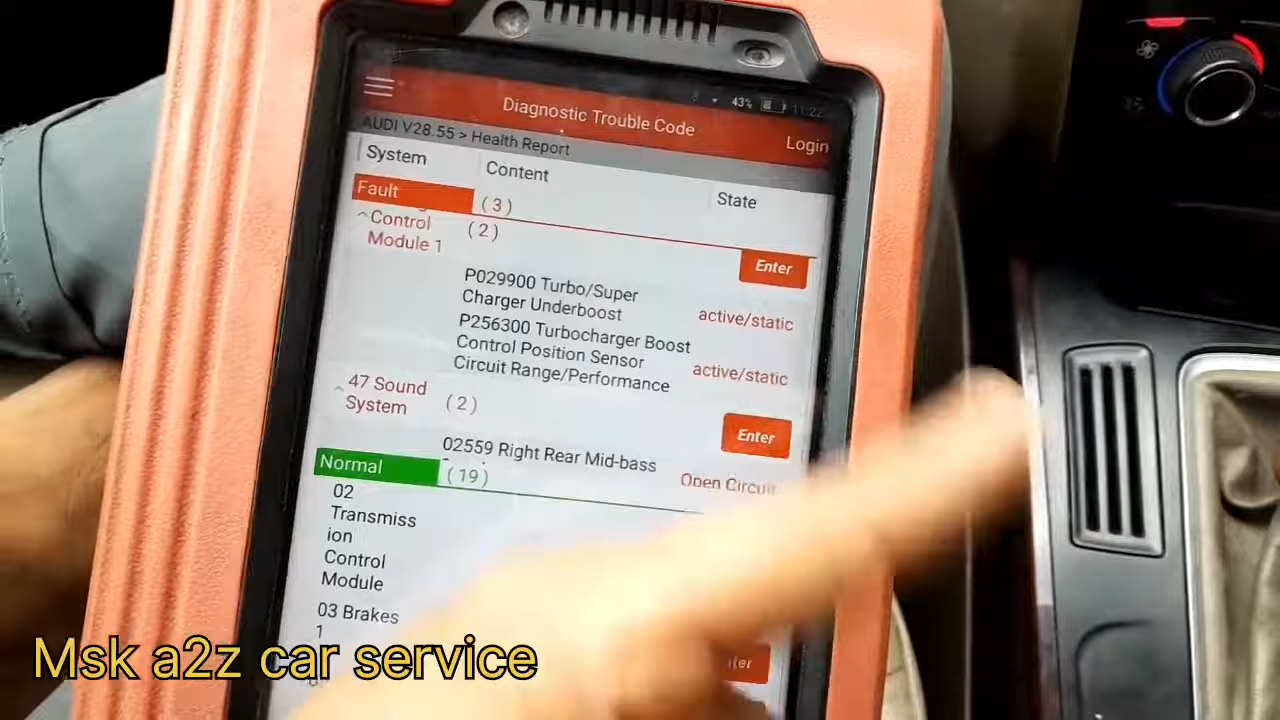 43% 11:22
Diagnostic Trouble Code
Login
AUDI V28.55 > Health Report
System Content State
Fault (3)
Control (2)
Module 1
Enter
P029900 Turbo/Super
Charger Underboost
active/static
P256300 Turbocharger Boost
Control Position Sensor
Circuit Range/Performance
active/static
47 Sound
System
(2)
Enter
02559 Right Rear Mid-bass
Open Circuit
Normal (19)
02
Transmiss
ion
Control
Module
03 Brakes
1
Msk a2z car service